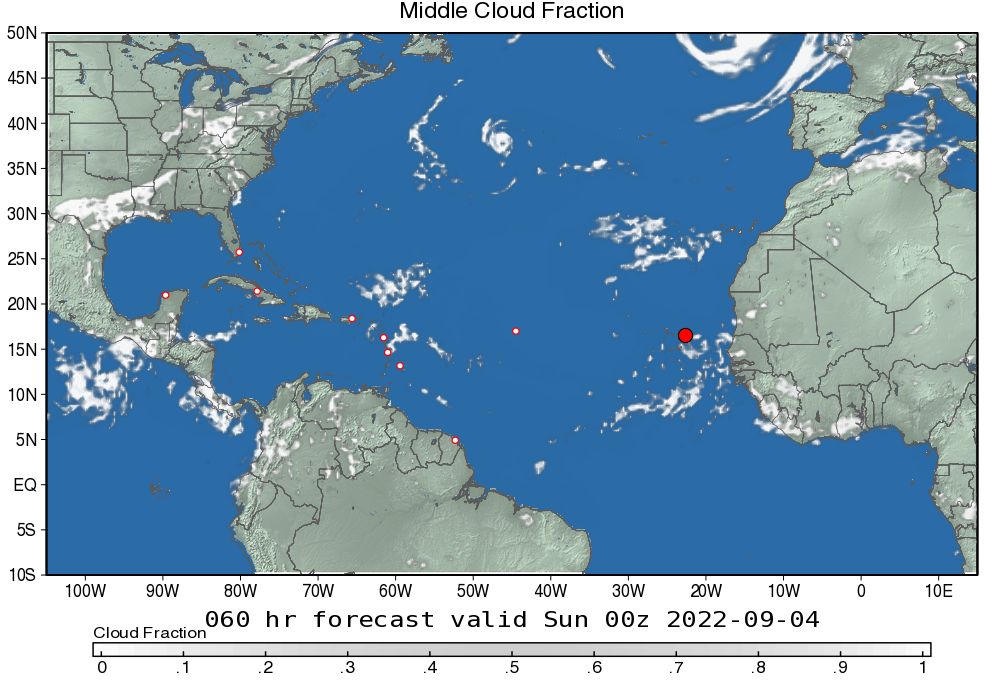 Middle Cloud Fraction
50N
45N
40N
35N
30N
25N
20N
15N
10N
5N
EQ
5S
10S
100W 90W 80W 70W 60W 50W 40W 30W 20W 10W 0 10E
060 hr forecast valid Sun 00z 2022-09-04
Cloud Fraction
0 .1 .2 .3 .4 .5 .6 .7 .8 .9 1